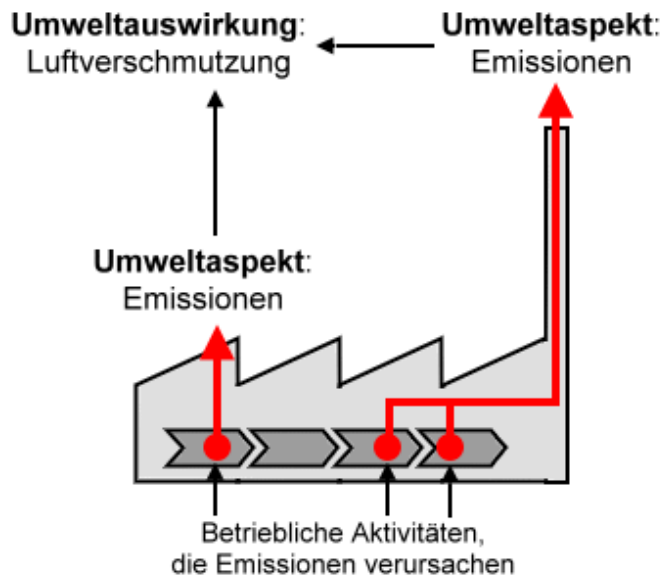 Umweltauswirkung:
Luftverschmutzung
Umweltaspekt:
Emissionen
Umweltaspekt:
Emissionen
Betriebliche Aktivitäten,
die Emissionen verursachen